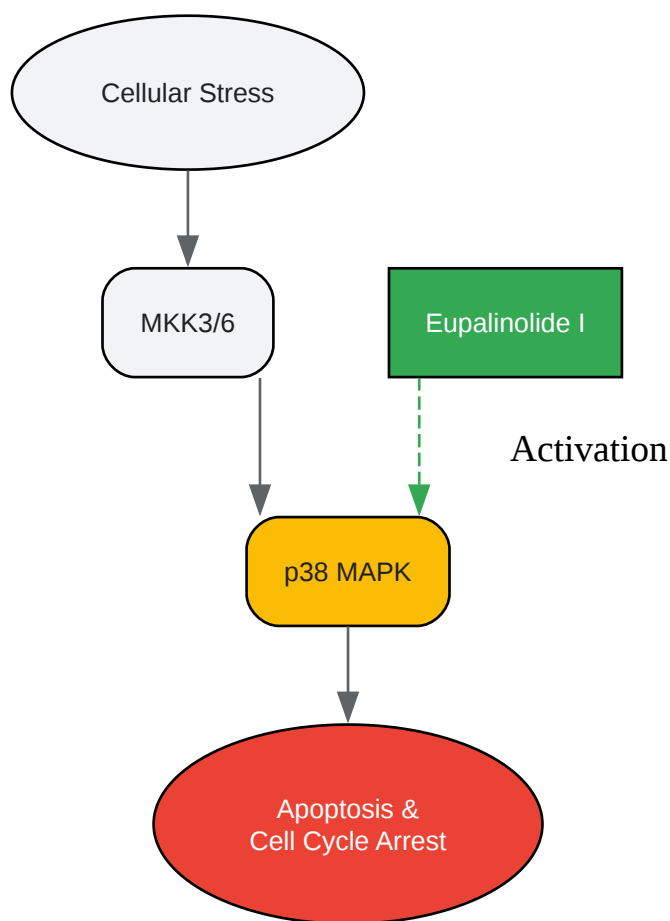 Cellular Stress
MKK3/6
Eupalinolide I
Activation
p38 MAPK
Apoptosis &
Cell Cycle Arrest